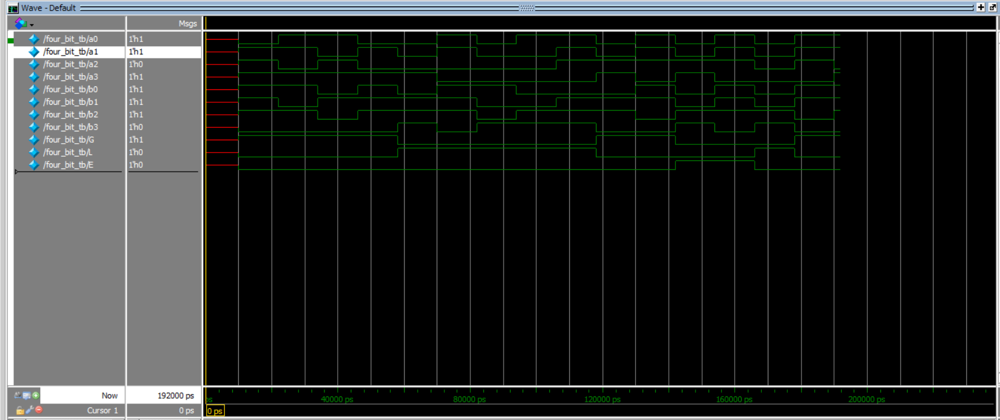 Wave - Default
Msgs
/four_bit_tb/a0 1'h1
/four_bit_tb/a1 1'h1
/four_bit_tb/a2 1'h0
/four_bit_tb/a3 1'h1
/four_bit_tb/b0 1'h1
/four_bit_tb/b1 1'h1
/four_bit_tb/b2 1'h1
/four_bit_tb/b3 1'h0
/four_bit_tb/G 1'h1
/four_bit_tb/L 1'h0
/four_bit_tb/E 1'h0
Now 192000 ps ps 40000 ps 80000 ps 120000 ps 160000 ps 200000 ps
Cursor 1 0 ps 0 ps